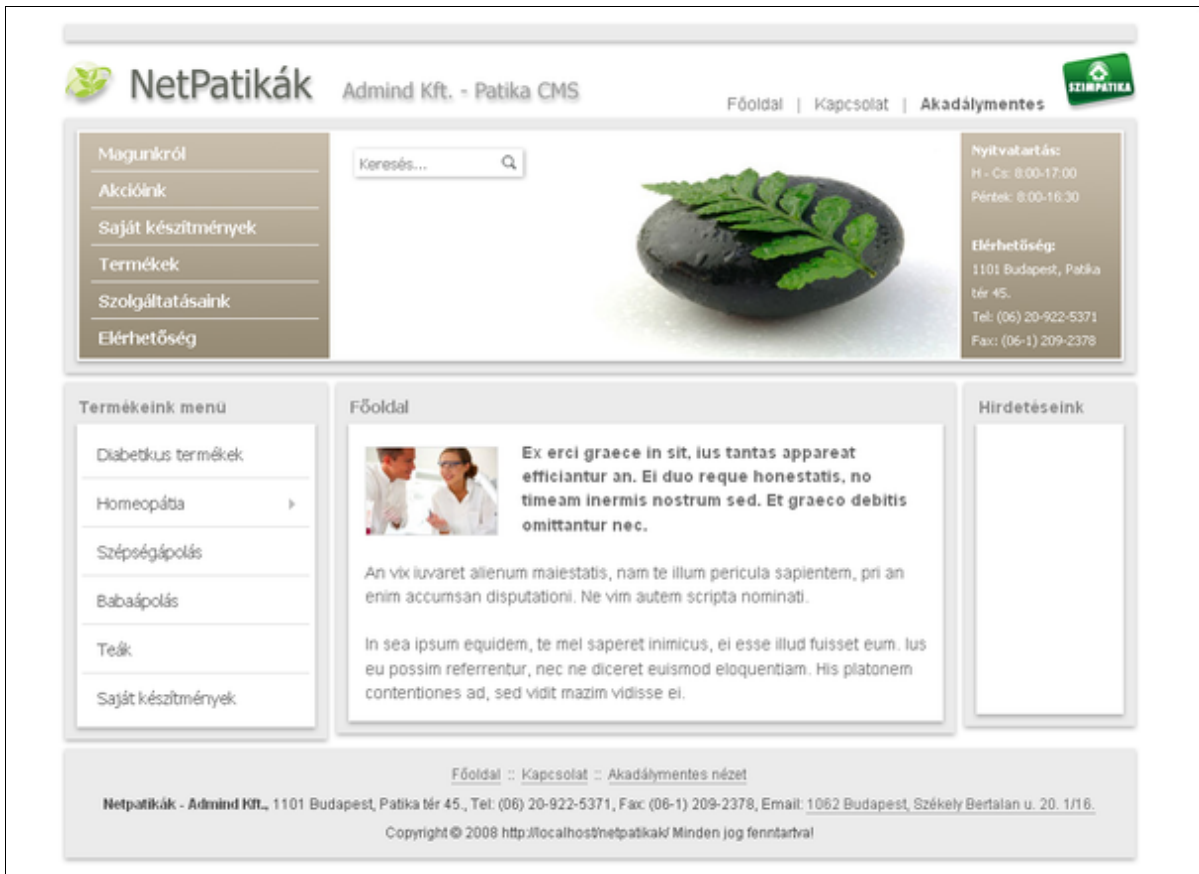 NetPatikák
Admind Kft. - Patika CMS
Főoldal | Kapcsolat | Akadálymentes
SZIMPATIKA
Magunkról
Akcióink
Saját készítmények
Termékek
Szolgáltatásaink
Elérhetőség
Keresés...
Nyitvatartás:
H - Cs: 8:00-17:00
Péntek: 8:00-16:30
Elérhetőség:
1101 Budapest, Patika
tér 45.
Tel: (06) 20-922-5371
Fax: (06-1) 209-2378
Termékeink menü
Diabetikus termékek
Homeopátia
Szépségápolás
Babaápolás
Teák
Saját készítmények
Főoldal
Ex erci graece in sit, ius tantas appareat
efficiantur an. Ei duo reque honestatis, no
timeam inermis nostrum sed. Et graeco debitis
omittantur nec.
An vix iuvaret alienum maiestatis, nam te illum pericula sapientem, pri an
enim accumsan disputationi. Ne vim autem scripta nominati.
In sea ipsum equidem, te mel saperet inimicus, ei esse illud fuisset eum. Ius
eu possim referrentur, nec ne diceret euismod eloquentiam. His platonem
contentiones ad, sed vidit mazim vidisse ei.
Hirdetéseink
Főoldal :: Kapcsolat :: Akadálymentes nézet
Netpatikák - Admind Kft., 1101 Budapest, Patika tér 45., Tel: (06) 20-922-5371, Fax: (06-1) 209-2378, Email: 1062 Budapest, Székely Bertalan u. 20. 1/16.
Copyright © 2008 http://localhost/netpatikak/ Minden jog fenntartva!